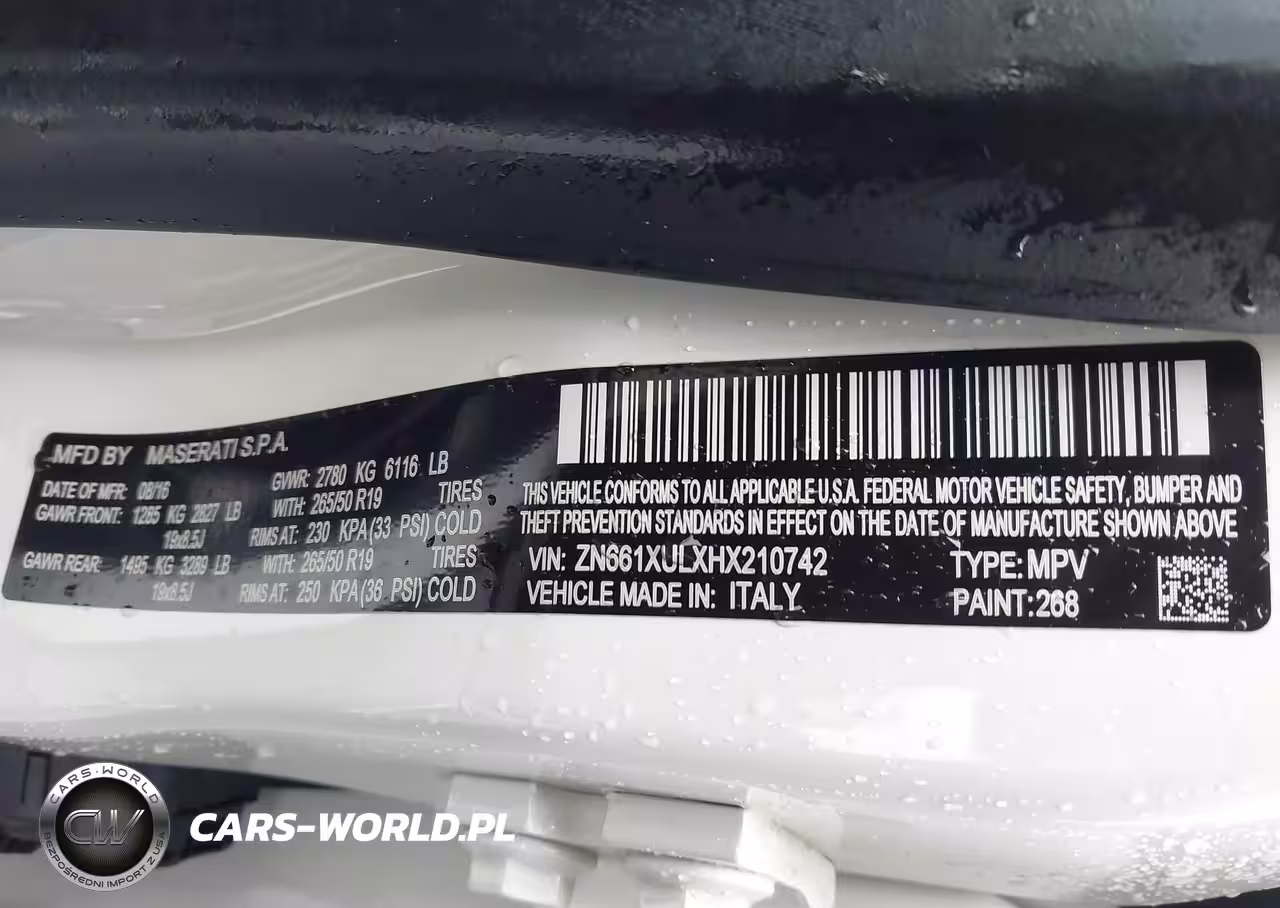 MFD BY MASERATI S.P.A.
DATE OF MFR: 08/16
GVWR: 2780 KG 6116 LB
GAWR FRONT: 1285 KG 2827 LB
WITH: 265/50 R19 TIRES
19x8.5J
RIMS AT: 230 KPA (33 PSI) COLD
GAWR REAR: 1495 KG 3289 LB
WITH: 265/50 R19 TIRES
19x8.5J
RIMS AT: 250 KPA (36 PSI) COLD
THIS VEHICLE CONFORMS TO ALL APPLICABLE U.S.A. FEDERAL MOTOR VEHICLE SAFETY, BUMPER AND
THEFT PREVENTION STANDARDS IN EFFECT ON THE DATE OF MANUFACTURE SHOWN ABOVE
VIN: ZN661XULXHX210742 TYPE: MPV
VEHICLE MADE IN: ITALY PAINT: 268
CARS-WORLD
CW
BEZPOŚREDNI IMPORT Z USA
CARS-WORLD.PL